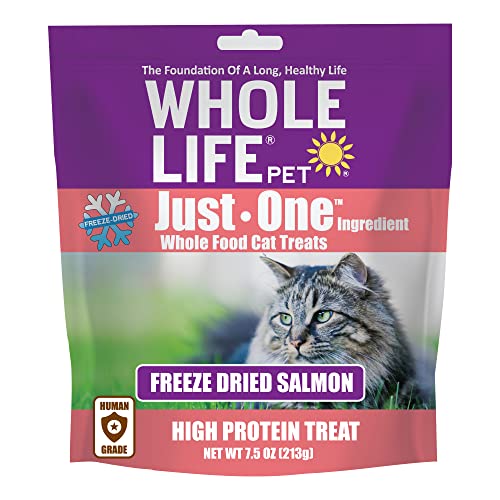 The Foundation Of A Long, Healthy Life
WHOLE
LIFE® PET ®
FREEZE-DRIED
Just·One™ Ingredient
Whole Food Cat Treats
FREEZE DRIED SALMON
HUMAN
GRADE
HIGH PROTEIN TREAT
NET WT 7.5 OZ (213g)